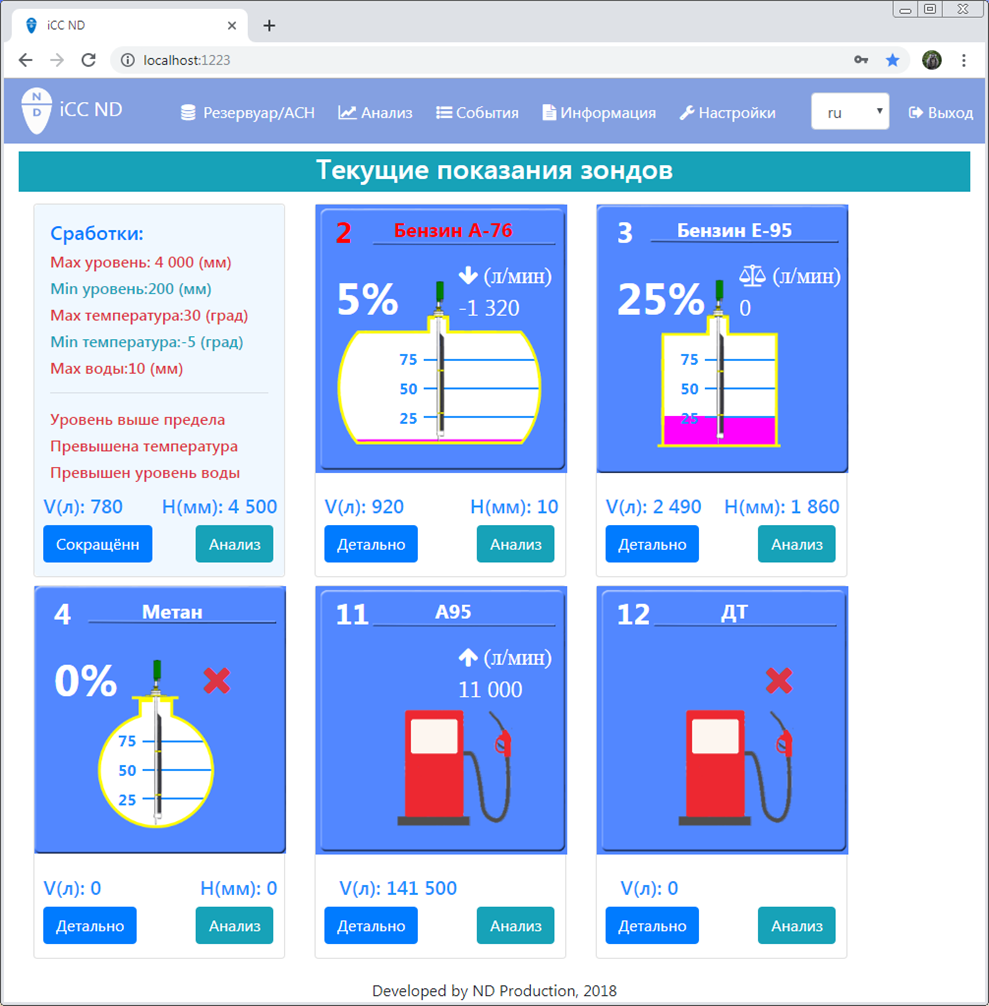 iCC ND
localhost:1223
N
D
iCC ND
Резервуар/АСН
Анализ
События
Информация
Настройки
ru
Выход
Текущие показания зондов
Сработки:
Max уровень: 4 000 (мм)
Min уровень:200 (мм)
Max температура:30 (град)
Min температура:-5 (град)
Max воды:10 (мм)
Уровень выше предела
Превышена температура
Превышен уровень воды
V(л): 780 H(мм): 4 500
Сокращённ Анализ
2 Бензин А-76
5%
(л/мин)
-1 320
75
50
25
V(л): 920 H(мм): 10
Детально Анализ
3 Бензин Е-95
25%
(л/мин)
0
75
50
25
V(л): 2 490 H(мм): 1 860
Детально Анализ
4 Метан
0%
75
50
25
V(л): 0 H(мм): 0
Детально Анализ
11 А95
(л/мин)
11 000
V(л): 141 500
Детально Анализ
12 ДТ
V(л): 0
Детально Анализ
Developed by ND Production, 2018